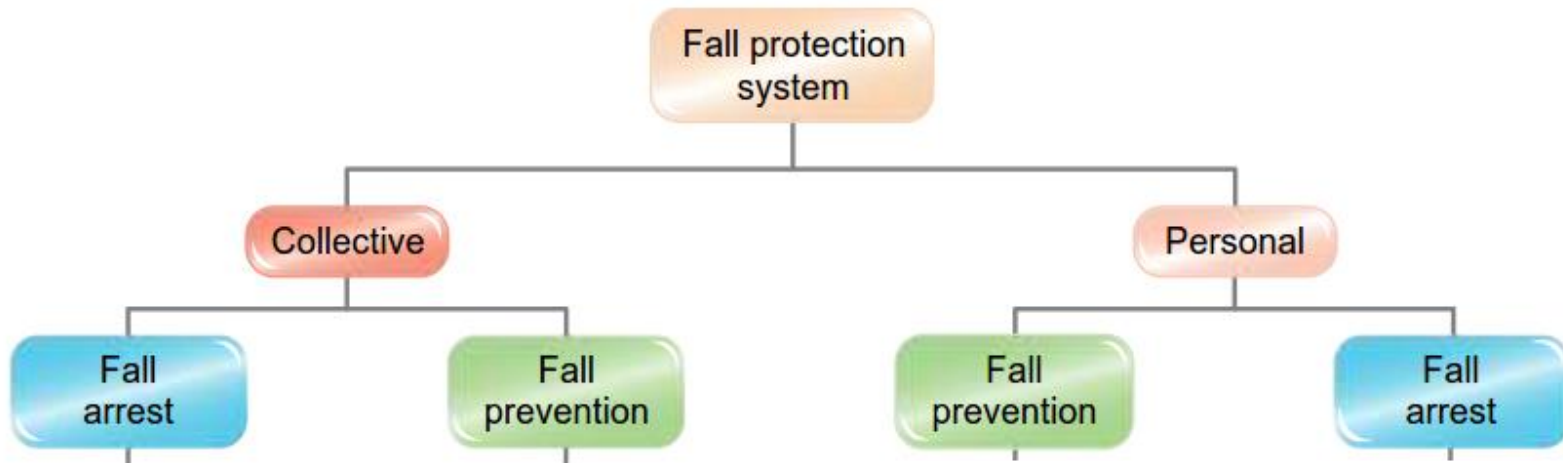 Fall protection
system
Collective
Personal
Fall
arrest
Fall
prevention
Fall
prevention
Fall
arrest